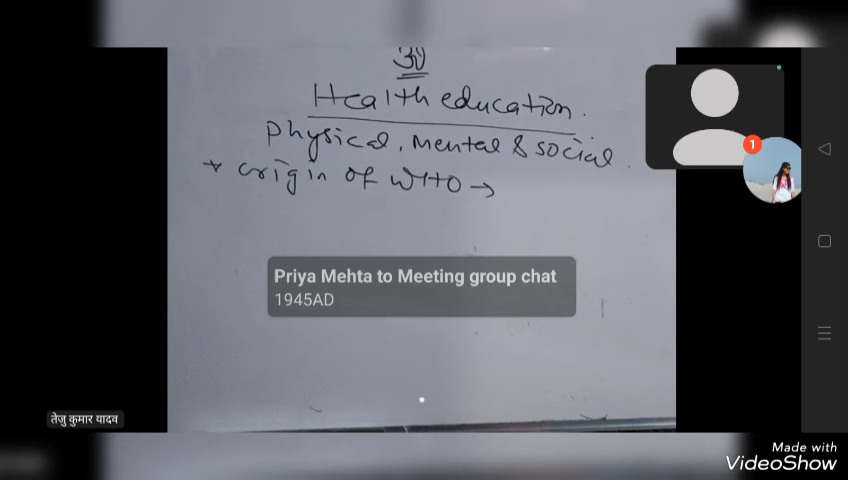 ॐ
Health education.
Physical, Mental & social.
* origin of WHO →
1
Priya Mehta to Meeting group chat
1945AD
तेजु कुमार यादव
Made with
VideoShow